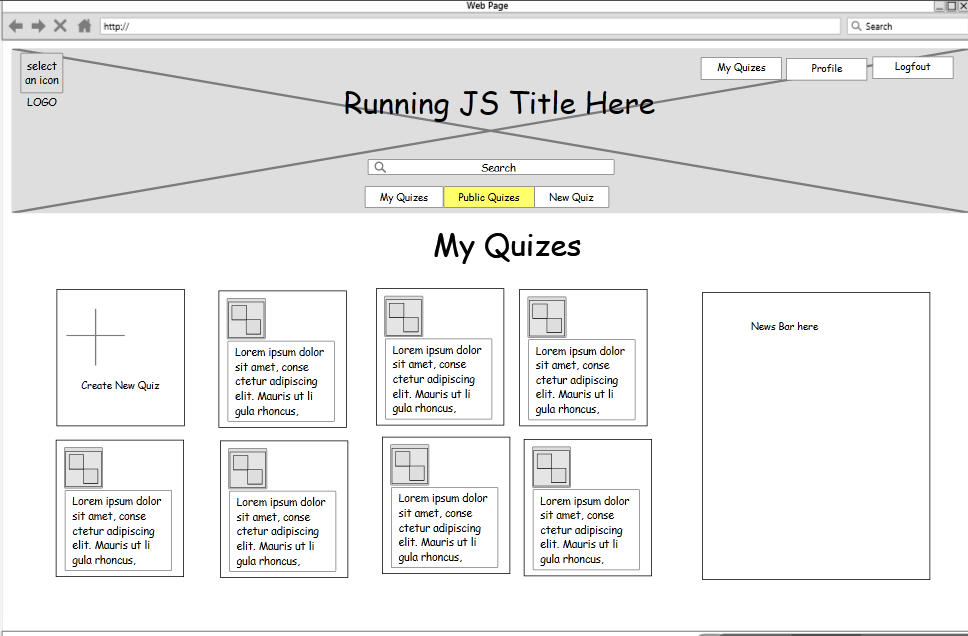 Web Page
http://
Search
select
an icon
LOGO
My Quizes
Profile
Logfout
Running JS Title Here
Search
My Quizes
Public Quizes
New Quiz
My Quizes
Create New Quiz
Lorem ipsum dolor
sit amet, conse
ctetur adipiscing
elit. Mauris ut li
gula rhoncus,
Lorem ipsum dolor
sit amet, conse
ctetur adipiscing
elit. Mauris ut li
gula rhoncus,
Lorem ipsum dolor
sit amet, conse
ctetur adipiscing
elit. Mauris ut li
gula rhoncus,
News Bar here
Lorem ipsum dolor
sit amet, conse
ctetur adipiscing
elit. Mauris ut li
gula rhoncus,
Lorem ipsum dolor
sit amet, conse
ctetur adipiscing
elit. Mauris ut li
gula rhoncus,
Lorem ipsum dolor
sit amet, conse
ctetur adipiscing
elit. Mauris ut li
gula rhoncus,
Lorem ipsum dolor
sit amet, conse
ctetur adipiscing
elit. Mauris ut li
gula rhoncus,